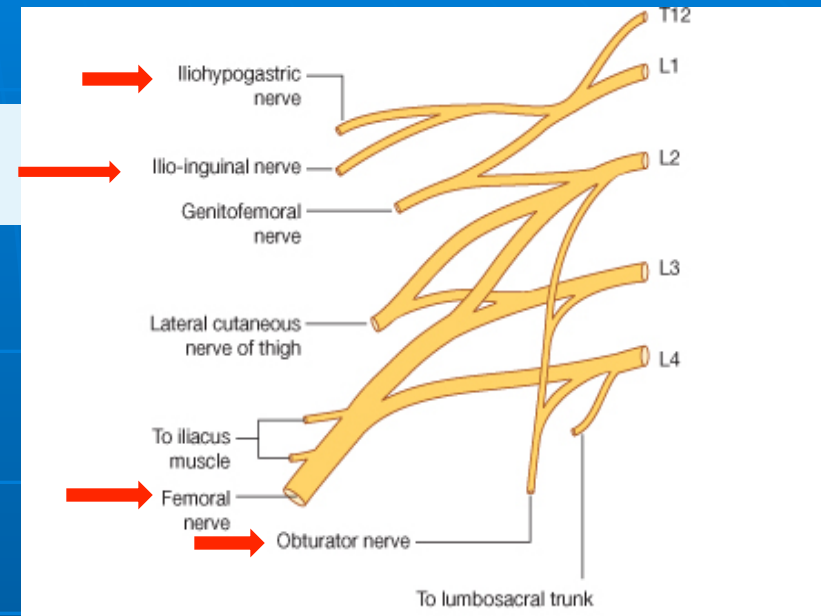 T12
Iliohypogastric
nerve
L1
Ilio-inguinal nerve
L2
Genitofemoral
nerve
L3
Lateral cutaneous
nerve of thigh
L4
To iliacus
muscle
Femoral
nerve
Obturator nerve
To lumbosacral trunk